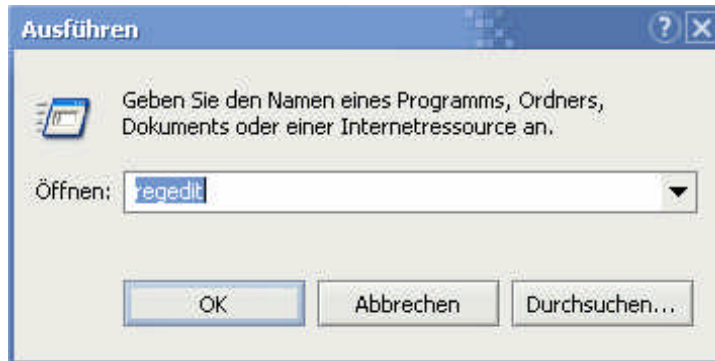 Ausführen
Geben Sie den Namen eines Programms, Ordners,
Dokuments oder einer Internetressource an.
Öffnen: regedit
OK Abbrechen Durchsuchen...